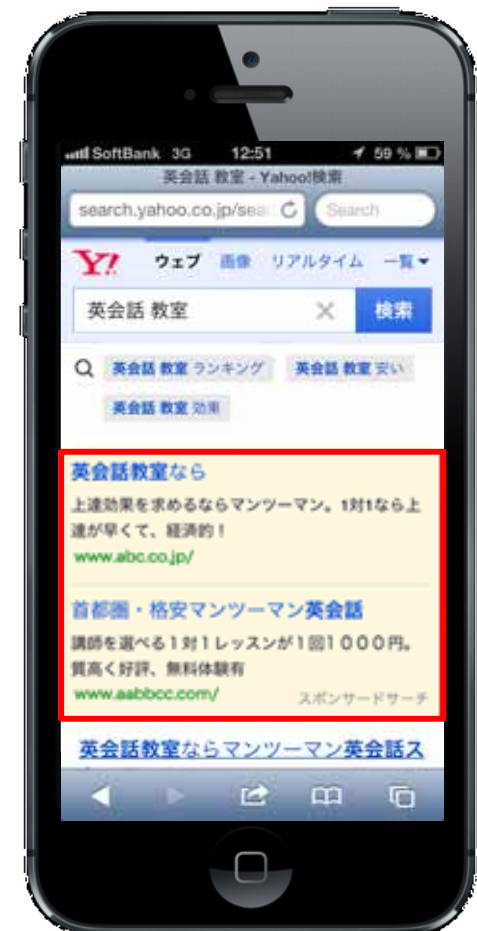 SoftBank 3G 12:51 59 %
英会話 教室 - Yahoo!検索
search.yahoo.co.jp/sea Search
Y! ウェブ 画像 リアルタイム 一覧
英会話 教室 検索
英会話 教室 ランキング 英会話 教室 安い
英会話 教室 効果
英会話教室なら
上達効果を求めるならマンツーマン。1対1なら上
達が早くて、経済的！
www.abc.co.jp/
首都圏・格安マンツーマン英会話
講師を選べる１対１レッスンが１回１０００円。
質高く好評、無料体験有
www.aabbcc.com/ スポンサードサーチ
英会話教室ならマンツーマン英会話ス